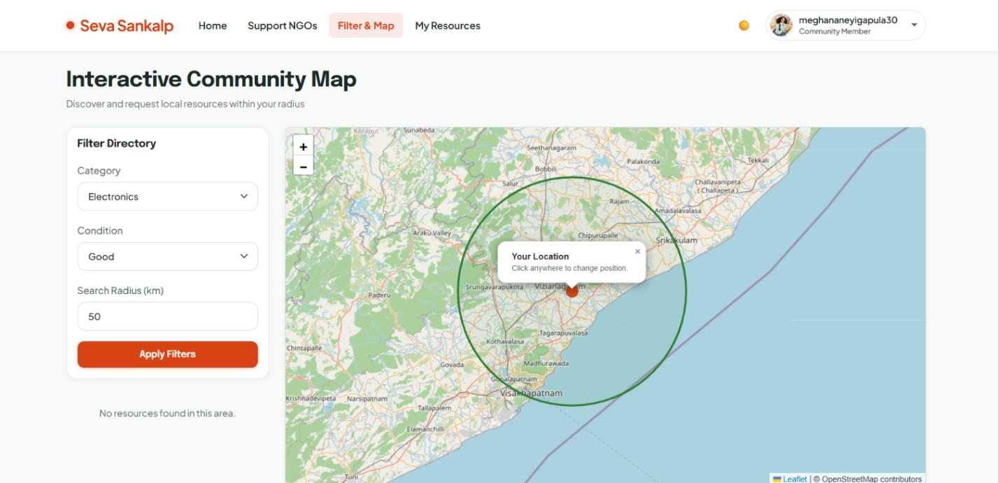 Seva Sankalp
Home
Support NGOs
Filter & Map
My Resources
meghananeyigapula30
Community Member
Interactive Community Map
Discover and request local resources within your radius
Filter Directory
Category
Electronics
Condition
Good
Search Radius (km)
50
Apply Filters
No resources found in this area.
+
−
Koraput
Sunabeda
Seethanagaram
Palakonda
Tekkali
Bobbili
Salur
Challavanipeta
( Challapeta )
Rajam
Amadalavalasa
Araku Valley
Chipurupalle
Srikakulam
Your Location
×
Click anywhere to change position.
Srungavarapukota
Paderu
Tagarapuvalasa
Kothavalasa
Chintapalle
Govada
Madhurawada
Gopalapatnam
Visakhapatnam
Krishnadevipeta
Narsipatnam
Tallapalem
Elamanchili
Tuni
Leaflet | © OpenStreetMap contributors